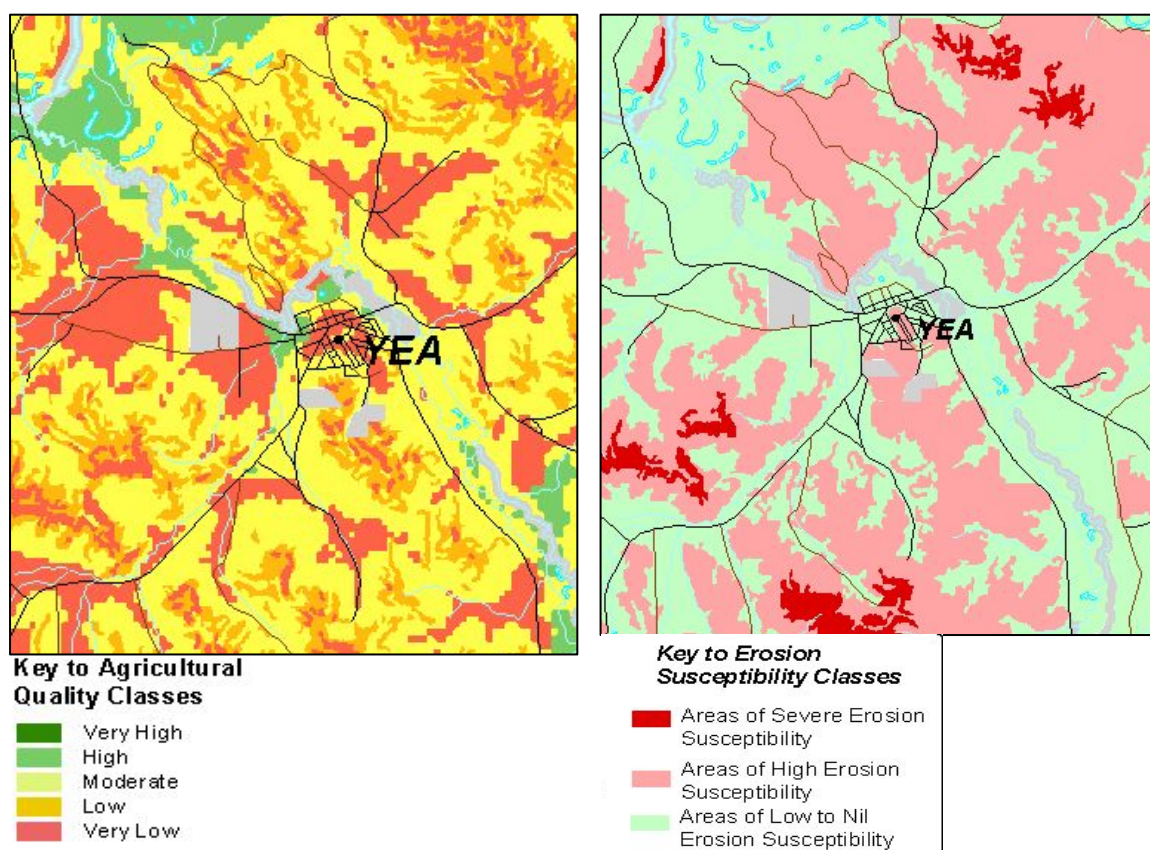 YEA
YEA
Key to Agricultural
Quality Classes
Very High
High
Moderate
Low
Very Low
Key to Erosion
Susceptibility Classes
Areas of Severe Erosion
Susceptibility
Areas of High Erosion
Susceptibility
Areas of Low to Nil
Erosion Susceptibility